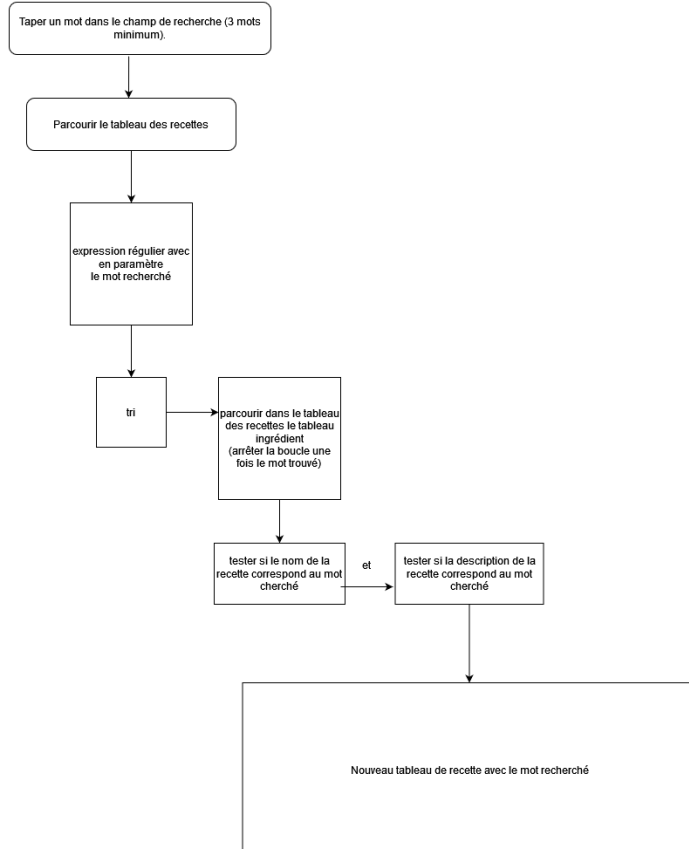 Taper un mot dans le champ de recherche (3 mots
minimum).
Parcourir le tableau des recettes
expression régulier avec
en paramètre
le mot recherché
tri
parcourir dans le tableau
des recettes le tableau
ingrédient
(arrêter la boucle une
fois le mot trouvé)
tester si le nom de la
recette correspond au mot
cherché
et
tester si la description de la
recette correspond au mot
cherché
Nouveau tableau de recette avec le mot recherché